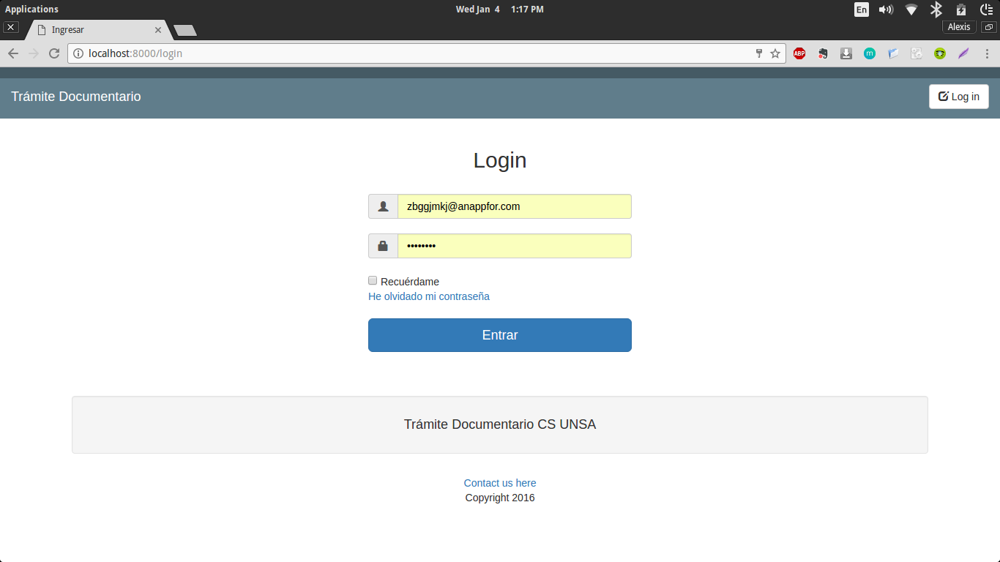 Applications
Wed Jan 4 1:17 PM
En
Ingresar
Alexis
localhost:8000/login
ABP
m
Trámite Documentario
Log in
Login
zbggjmkj@anappfor.com
••••••••
Recuérdame
He olvidado mi contraseña
Entrar
Trámite Documentario CS UNSA
Contact us here
Copyright 2016